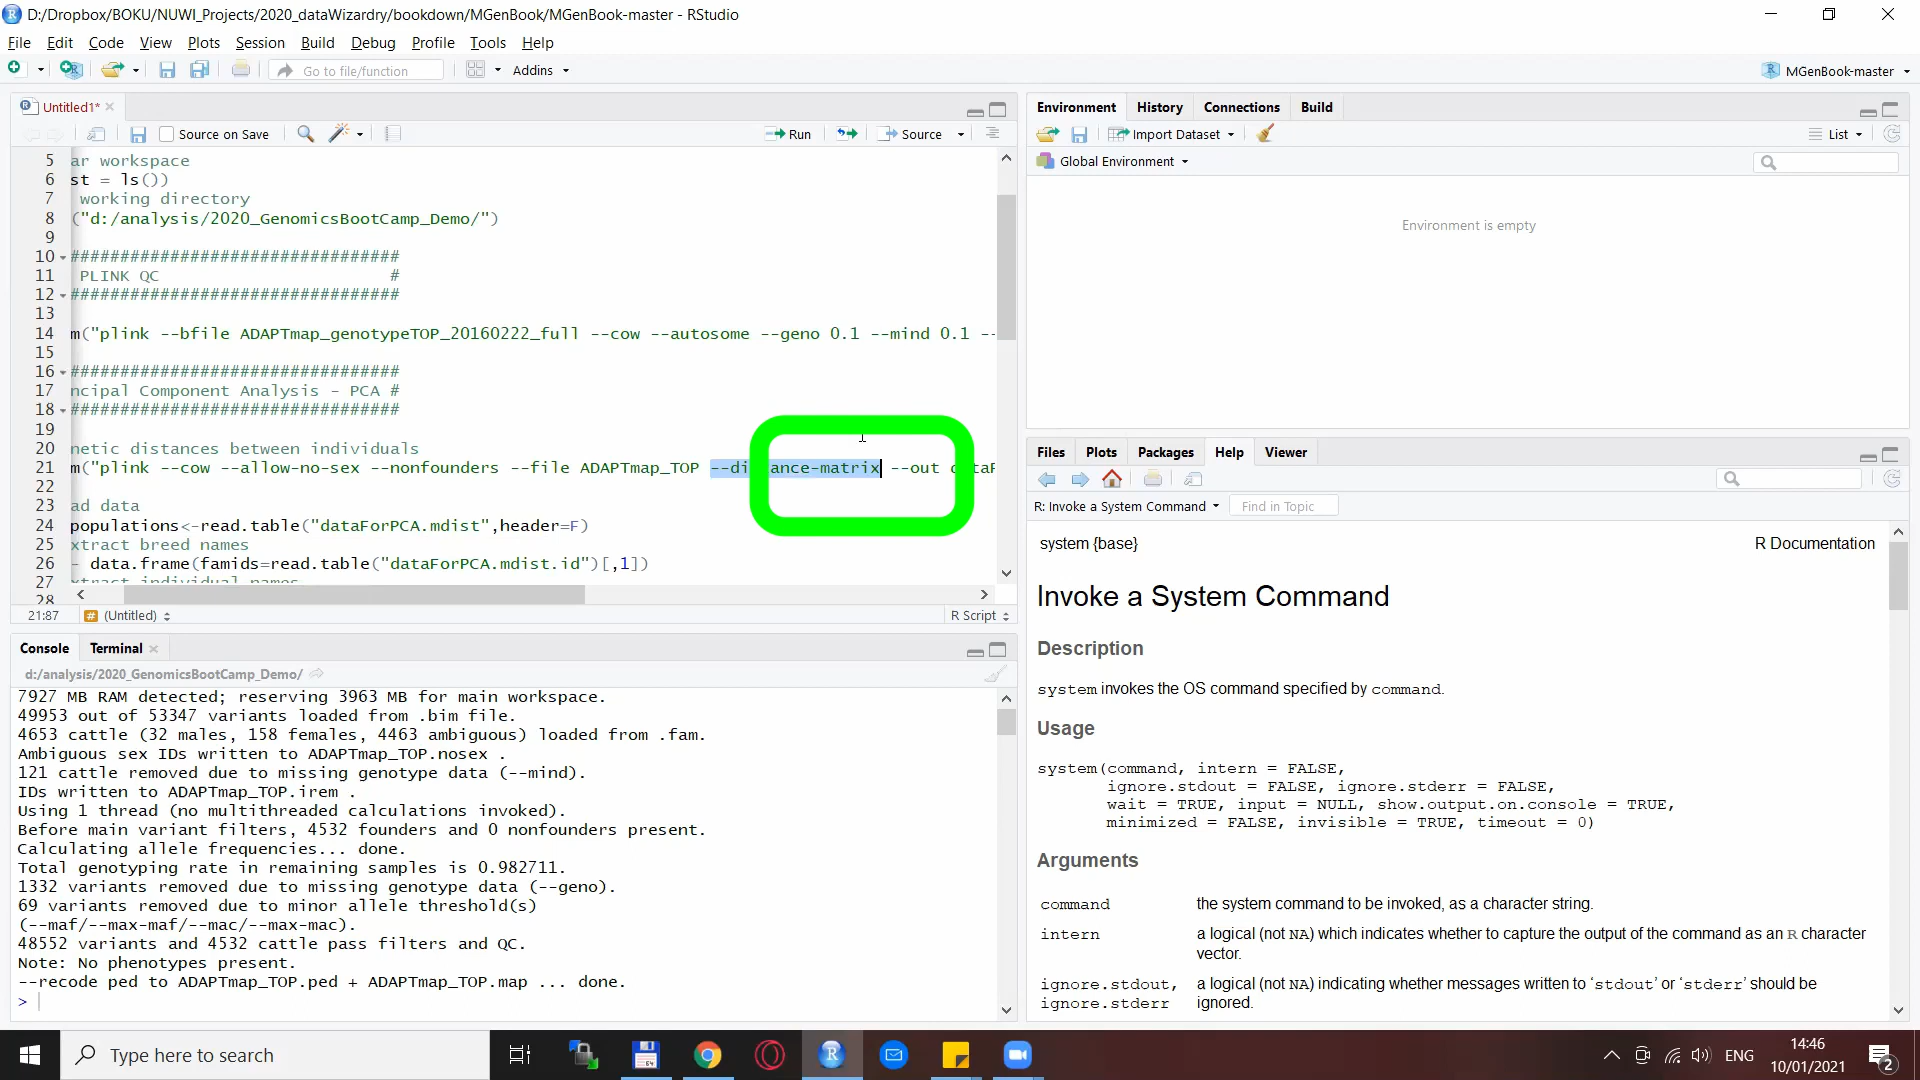 D:/Dropbox/BOKU/NUWI_Projects/2020_dataWizardry/bookdown/MGenBook/MGenBook-master - RStudio
File Edit Code View Plots Session Build Debug Profile Tools Help
Go to file/function Addins MGenBook-master
Untitled1*
Source on Save Run Source
5 ar workspace
6 st = ls())
7 working directory
8 ("d:/analysis/2020_GenomicsBootCamp_Demo/")
9
10 #################################
11 PLINK QC #
12 #################################
13
14 m("plink --bfile ADAPTmap_genotypeTOP_20160222_full --cow --autosome --geno 0.1 --mind 0.1 --
15
16 #################################
17 ncipal Component Analysis - PCA #
18 #################################
19
20 netic distances between individuals
21 m("plink --cow --allow-no-sex --nonfounders --file ADAPTmap_TOP --di ance-matrix --out d taF
22
23 ad data
24 populations<-read.table("dataForPCA.mdist",header=F)
25 xtract breed names
26 - data.frame(famids=read.table("dataForPCA.mdist.id")[,1])
27 xtract individual names
28
21:87 (Untitled) R Script
Console Terminal
d:/analysis/2020_GenomicsBootCamp_Demo/
7927 MB RAM detected; reserving 3963 MB for main workspace.
49953 out of 53347 variants loaded from .bim file.
4653 cattle (32 males, 158 females, 4463 ambiguous) loaded from .fam.
Ambiguous sex IDs written to ADAPTmap_TOP.nosex .
121 cattle removed due to missing genotype data (--mind).
IDs written to ADAPTmap_TOP.irem .
Using 1 thread (no multithreaded calculations invoked).
Before main variant filters, 4532 founders and 0 nonfounders present.
Calculating allele frequencies... done.
Total genotyping rate in remaining samples is 0.982711.
1332 variants removed due to missing genotype data (--geno).
69 variants removed due to minor allele threshold(s)
(--maf/--max-maf/--mac/--max-mac).
48552 variants and 4532 cattle pass filters and QC.
Note: No phenotypes present.
--recode ped to ADAPTmap_TOP.ped + ADAPTmap_TOP.map ... done.
>
Environment History Connections Build
Import Dataset List
Global Environment
Environment is empty
Files Plots Packages Help Viewer
R: Invoke a System Command Find in Topic
system {base} R Documentation
Invoke a System Command
Description
system invokes the OS command specified by command.
Usage
system(command, intern = FALSE,
ignore.stdout = FALSE, ignore.stderr = FALSE,
wait = TRUE, input = NULL, show.output.on.console = TRUE,
minimized = FALSE, invisible = TRUE, timeout = 0)
Arguments
command the system command to be invoked, as a character string.
intern a logical (not NA) which indicates whether to capture the output of the command as an R character
vector.
ignore.stdout, a logical (not NA) indicating whether messages written to ‘stdout’ or ‘stderr’ should be
ignore.stderr ignored.
Type here to search
64
ENG
14:46
10/01/2021
2